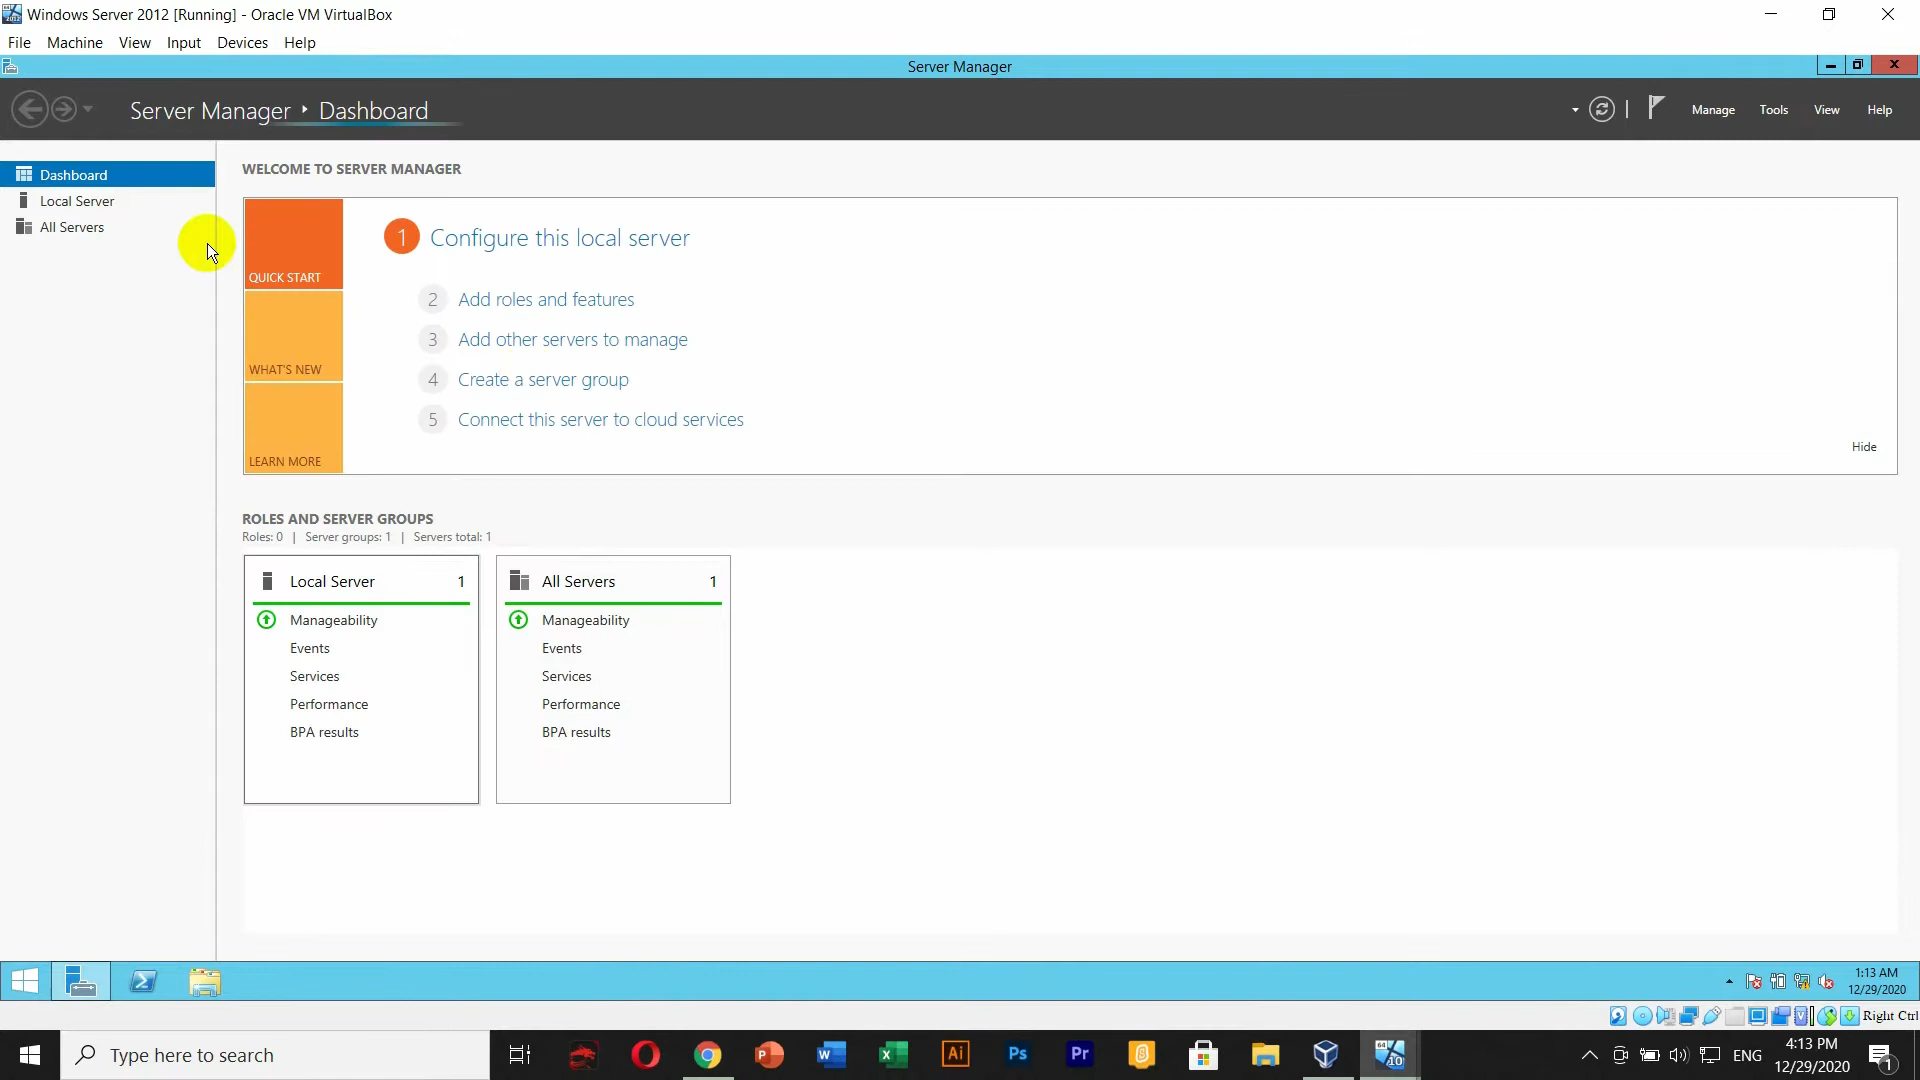 Windows Server 2012 [Running] - Oracle VM VirtualBox
File Machine View Input Devices Help
Server Manager
Server Manager Dashboard
Manage Tools View Help
Dashboard
Local Server
All Servers
WELCOME TO SERVER MANAGER
QUICK START
WHAT'S NEW
LEARN MORE
1 Configure this local server
2 Add roles and features
3 Add other servers to manage
4 Create a server group
5 Connect this server to cloud services
Hide
ROLES AND SERVER GROUPS
Roles: 0 | Server groups: 1 | Servers total: 1
Local Server 1
Manageability
Events
Services
Performance
BPA results
All Servers 1
Manageability
Events
Services
Performance
BPA results
1:13 AM
12/29/2020
Right Ctrl
Type here to search
Ai
Ps
Pr
64
10
ENG
4:13 PM
12/29/2020
1